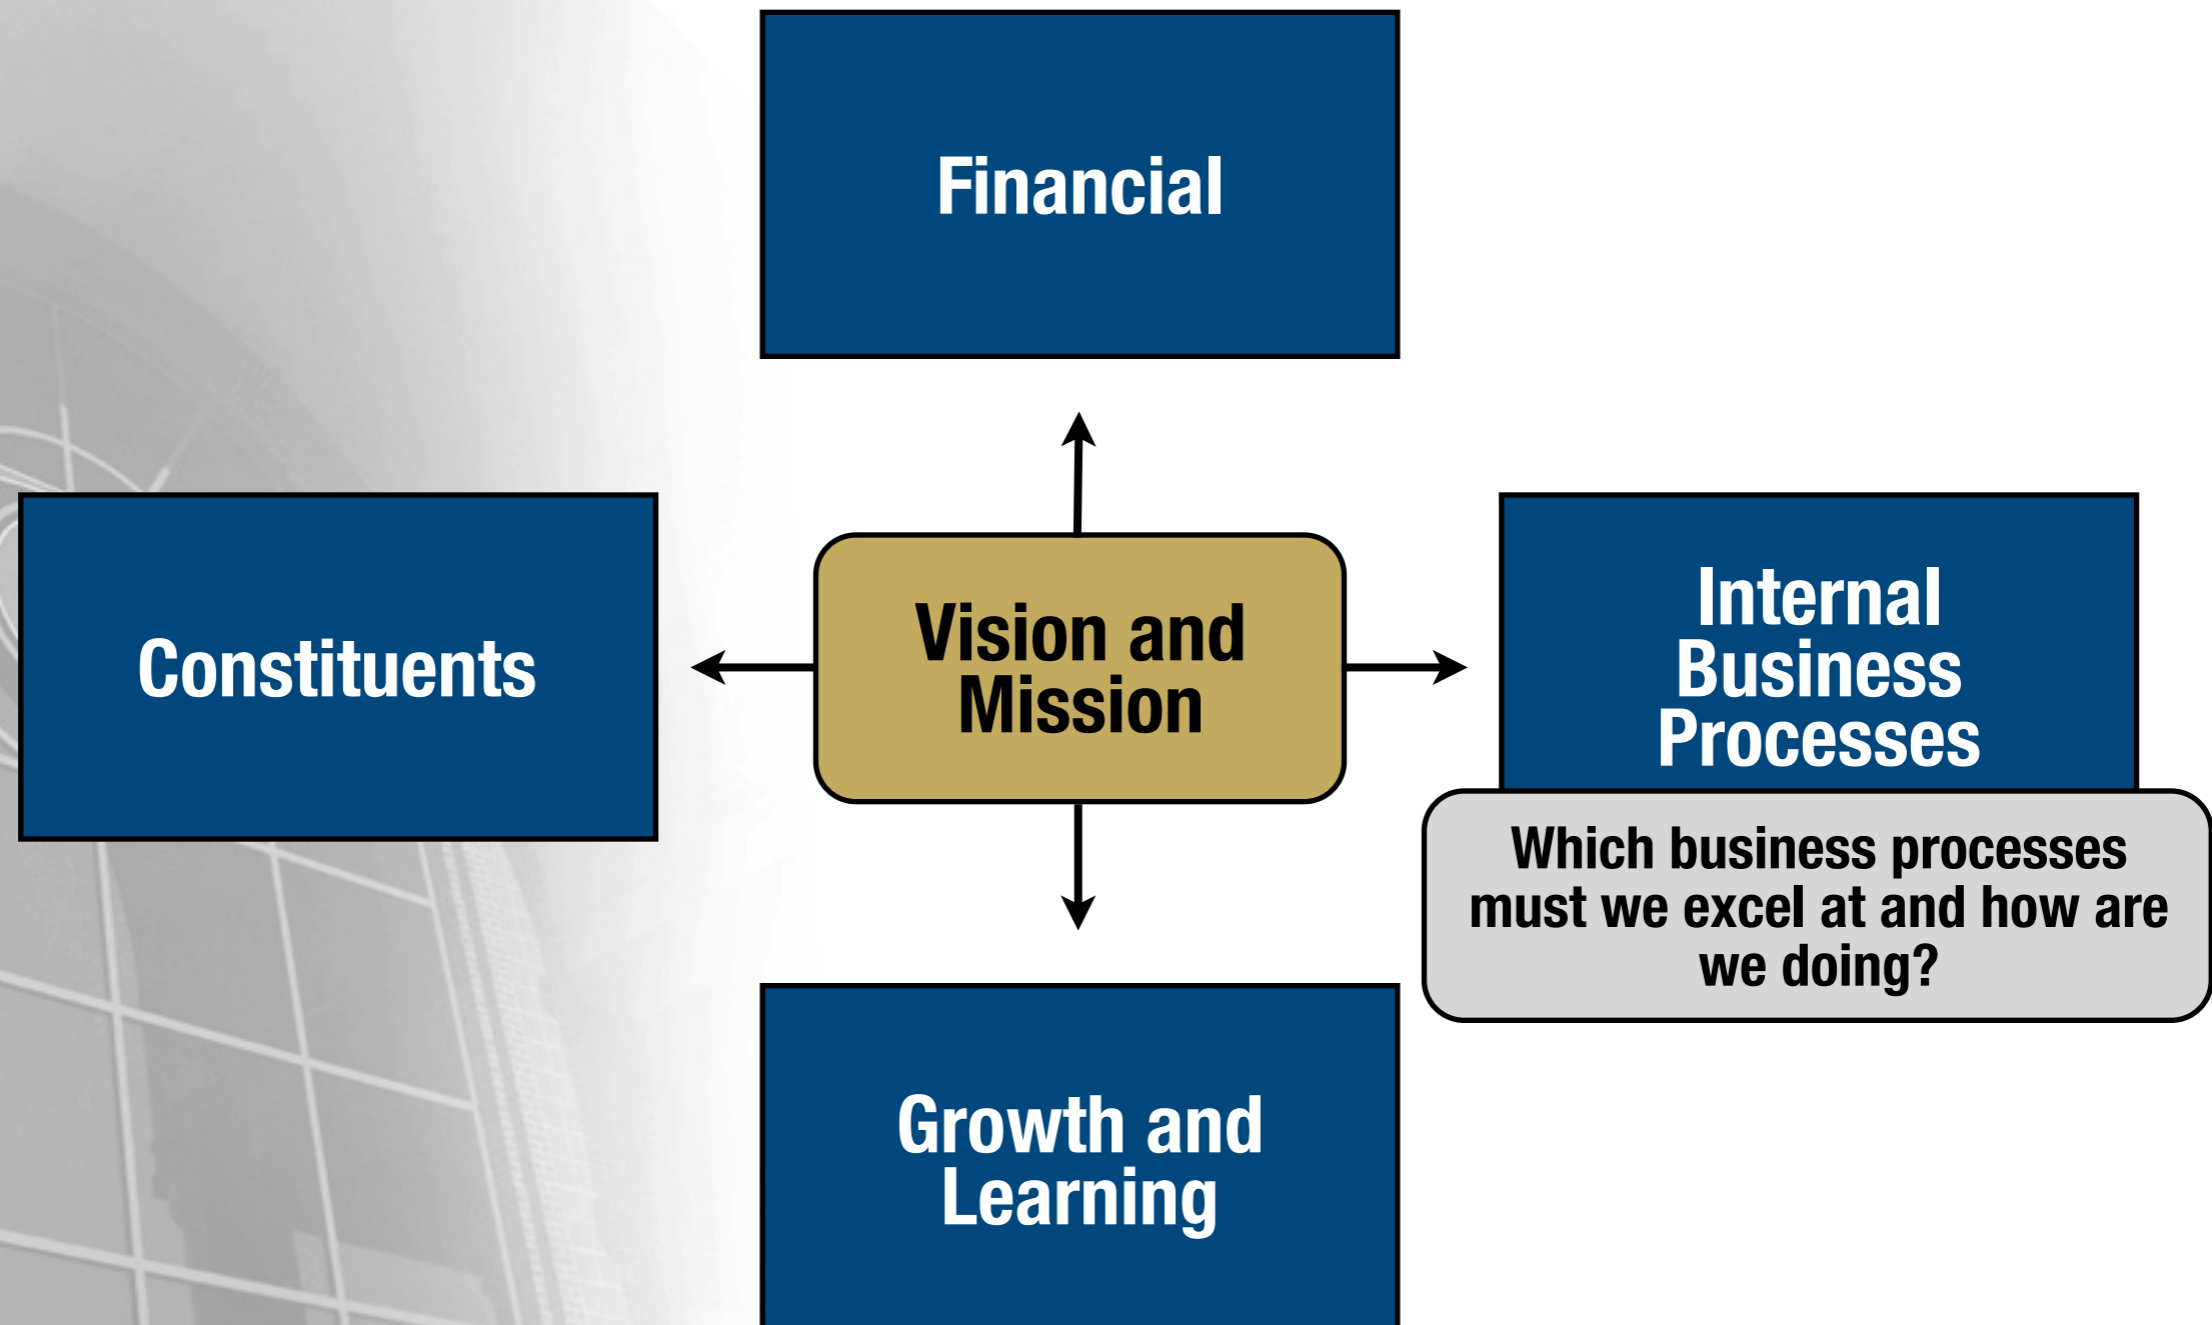 Financial
Constituents
Vision and
Mission
Internal
Business
Processes
Which business processes
must we excel at and how are
we doing?
Growth and
Learning